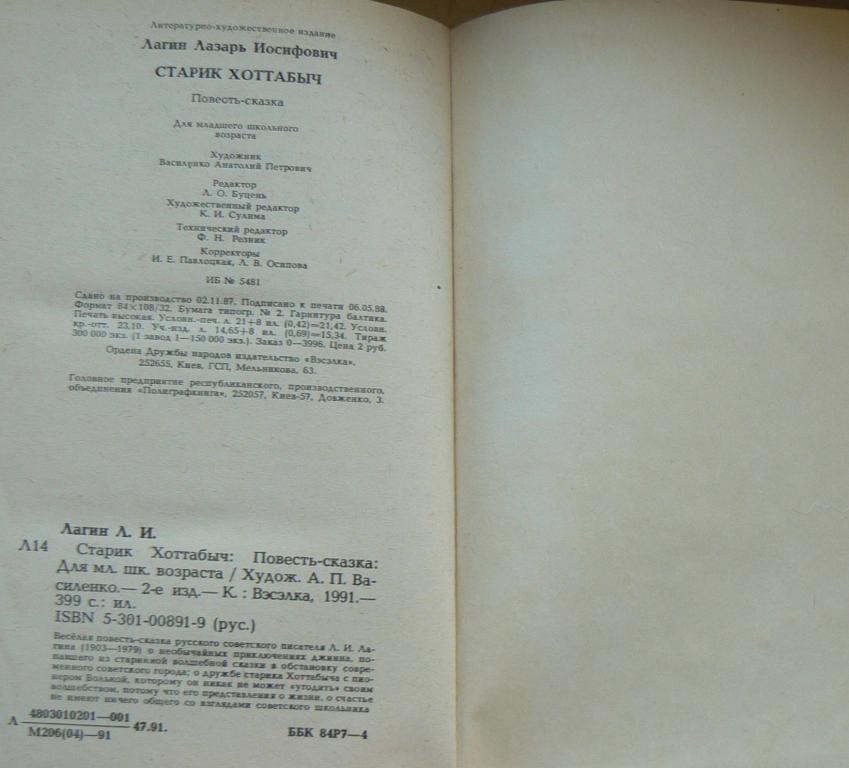 Литературно-художественное издание
Лагин Лазарь Иосифович
СТАРИК ХОТТАБЫЧ
Повесть-сказка
Для младшего школьного
возраста
Художник
Василенко Анатолий Петрович
Редактор
Л. О. Буцень
Художественный редактор
К. И. Сулима
Технический редактор
Ф. Н. Резник
Корректоры
И. Е. Павлоцкая, Л. В. Осипова
ИБ № 5481
Сдано на производство 02.11.87. Подписано к печати 06.05.88.
Формат 84×108/32. Бумага типогр. № 2. Гарнитура балтика.
Печать высокая. Условн.-печ. л. 21+8 ил. (0,42)=21,42. Условн.
кр.-отт. 23,10. Уч.-изд. л. 14,65+8 ил. (0,69)=15,34. Тираж
300 000 экз. (1 завод 1—150 000 экз.). Заказ 0—3996. Цена 2 руб.
Ордена Дружбы народов издательство «Вэсэлка».
252655, Киев, ГСП, Мельникова, 63.
Головное предприятие республиканского, производственного,
объединения «Полиграфкнига», 252057, Киев-57, Довженко, 3.
Лагин Л. И.
Л14 Старик Хоттабыч: Повесть-сказка:
Для мл. шк. возраста / Худож. А. П. Ва-
силенко.— 2-е изд.— К. : Вэсэлка, 1991.—
399 с.: ил.
ISBN 5-301-00891-9 (рус.)
Весёлая повесть-сказка русского советского писателя Л. И. Ла-
гина (1903—1979) о необычайных приключениях джинна, по-
павшего из старинной волшебной сказки в обстановку совре-
менного советского города; о дружбе старика Хоттабыча с пио-
нером Волькой, которому он никак не может «угодить» своим
волшебством, потому что его представления о жизни, о счастье
не имеют ничего общего со взглядами советского школьника
4803010201—001
Л 47.91.
М206(04)—91
ББК 84Р7—4